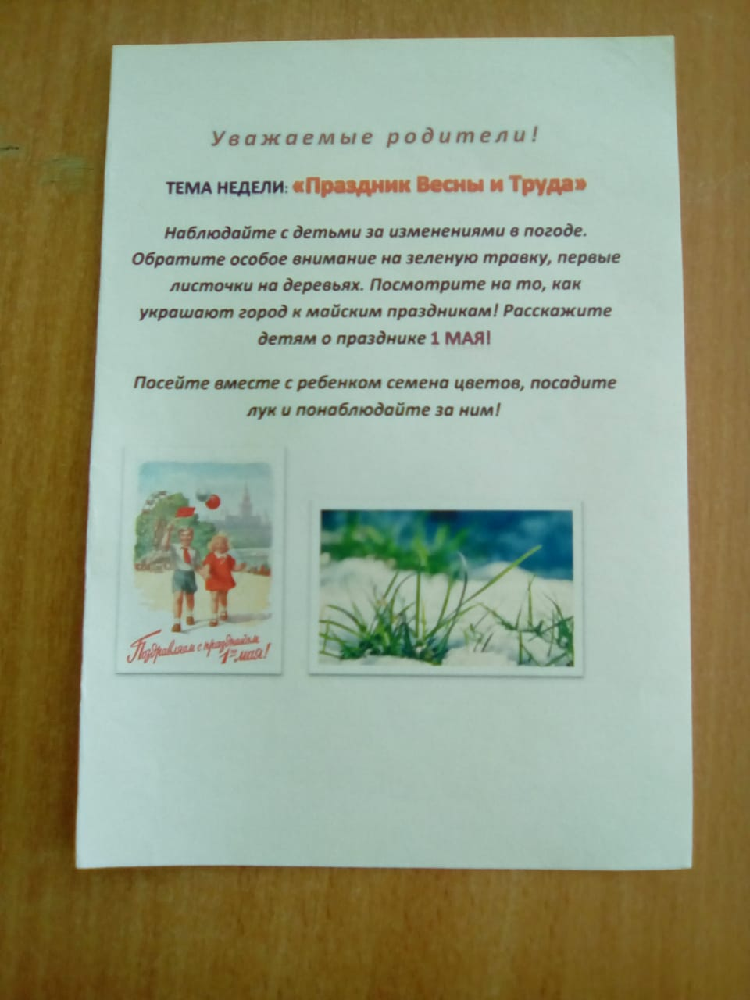 Уважаемые родители!
ТЕМА НЕДЕЛИ: «Праздник Весны и Труда»
Наблюдайте с детьми за изменениями в погоде.
Обратите особое внимание на зеленую травку, первые
листочки на деревьях. Посмотрите на то, как
украшают город к майским праздникам! Расскажите
детям о празднике 1 МАЯ!
Посейте вместе с ребенком семена цветов, посадите
лук и понаблюдайте за ним!
Поздравляем с праздником
1ое мая!